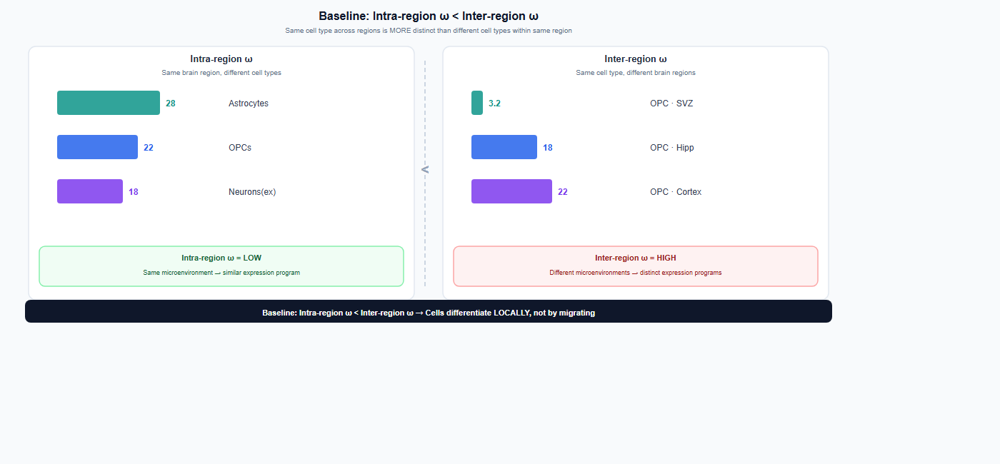 Baseline: Intra-region ω < Inter-region ω
Same cell type across regions is MORE distinct than different cell types within same region
Intra-region ω
Same brain region, different cell types
28 Astrocytes
22 OPCs
18 Neurons(ex)
Intra-region ω = LOW
Same microenvironment → similar expression program
<
Inter-region ω
Same cell type, different brain regions
3.2 OPC · SVZ
18 OPC · Hipp
22 OPC · Cortex
Inter-region ω = HIGH
Different microenvironments → distinct expression programs
Baseline: Intra-region ω < Inter-region ω → Cells differentiate LOCALLY, not by migrating